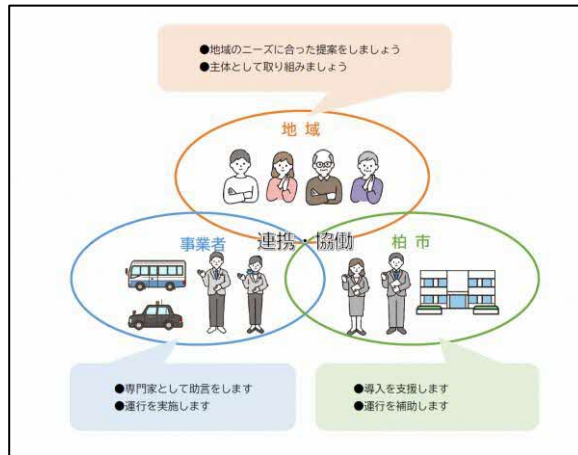 ●地域のニーズに合った提案をしましょう
●主体として取り組みましょう
地域
事業者
連携・協働
柏市
●専門家として助言をします
●運行を実施します
●導入を支援します
●運行を補助します